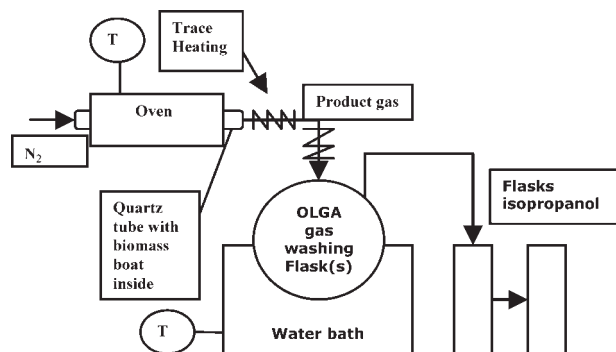 T
Trace
Heating
Oven
Product gas
N2
Quartz
tube with
biomass
boat
inside
OLGA
gas
washing
Flask(s)
Flasks
isopropanol
T
Water bath